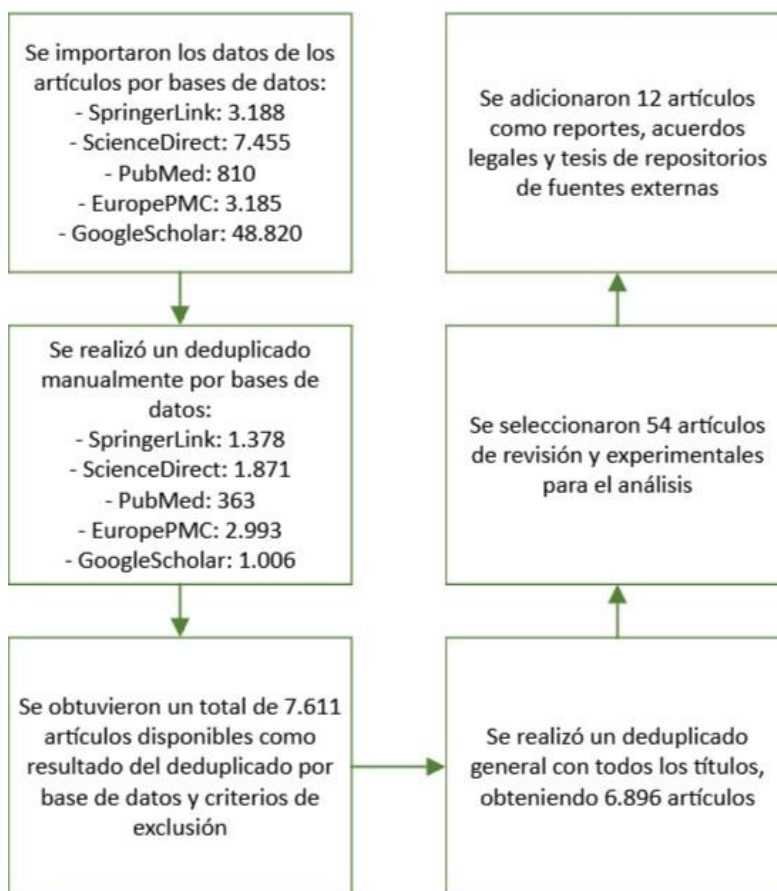 Se importaron los datos de los
artículos por bases de datos:
- SpringerLink: 3.188
- ScienceDirect: 7.455
- PubMed: 810
- EuropePMC: 3.185
- GoogleScholar: 48.820
Se realizó un deduplicado
manualmente por bases de
datos:
- SpringerLink: 1.378
- ScienceDirect: 1.871
- PubMed: 363
- EuropePMC: 2.993
- GoogleScholar: 1.006
Se obtuvieron un total de 7.611
artículos disponibles como
resultado del deduplicado por
base de datos y criterios de
exclusión
Se realizó un deduplicado
general con todos los títulos,
obteniendo 6.896 artículos
Se seleccionaron 54 artículos
de revisión y experimentales
para el análisis
Se adicionaron 12 artículos
como reportes, acuerdos
legales y tesis de repositorios
de fuentes externas